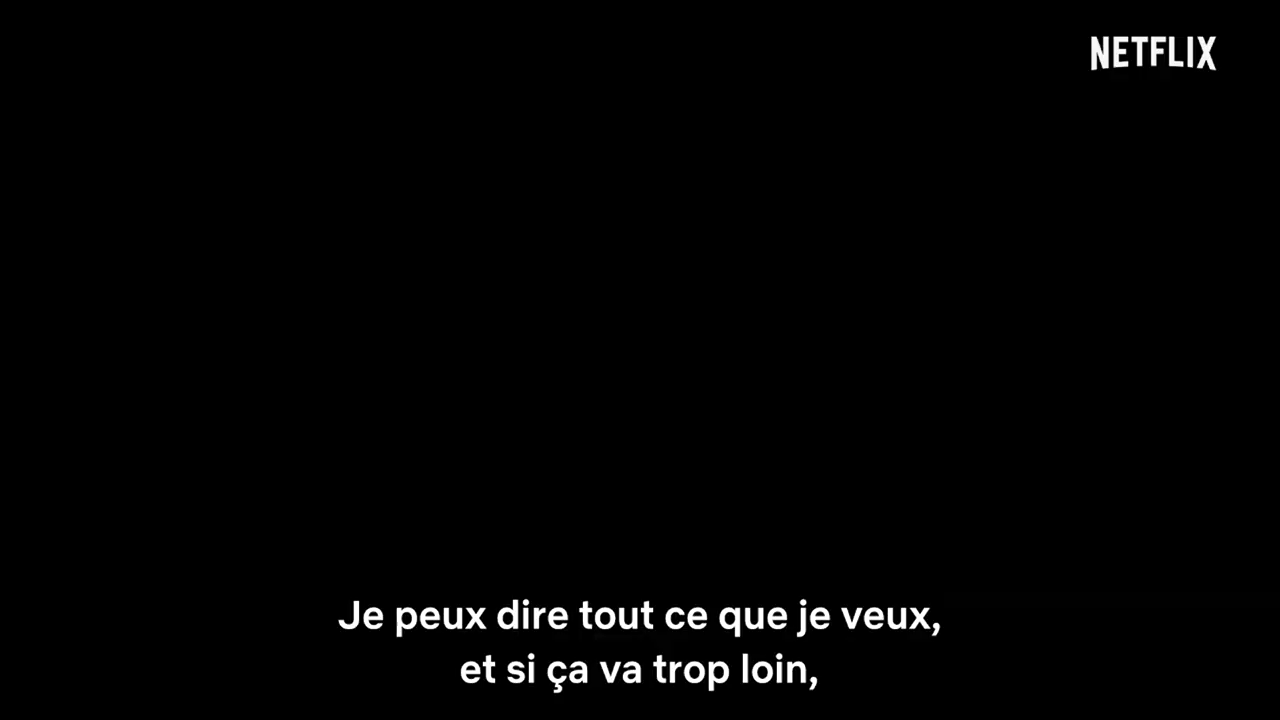 NETFLIX
Je peux dire tout ce que je veux,
et si ça va trop loin,